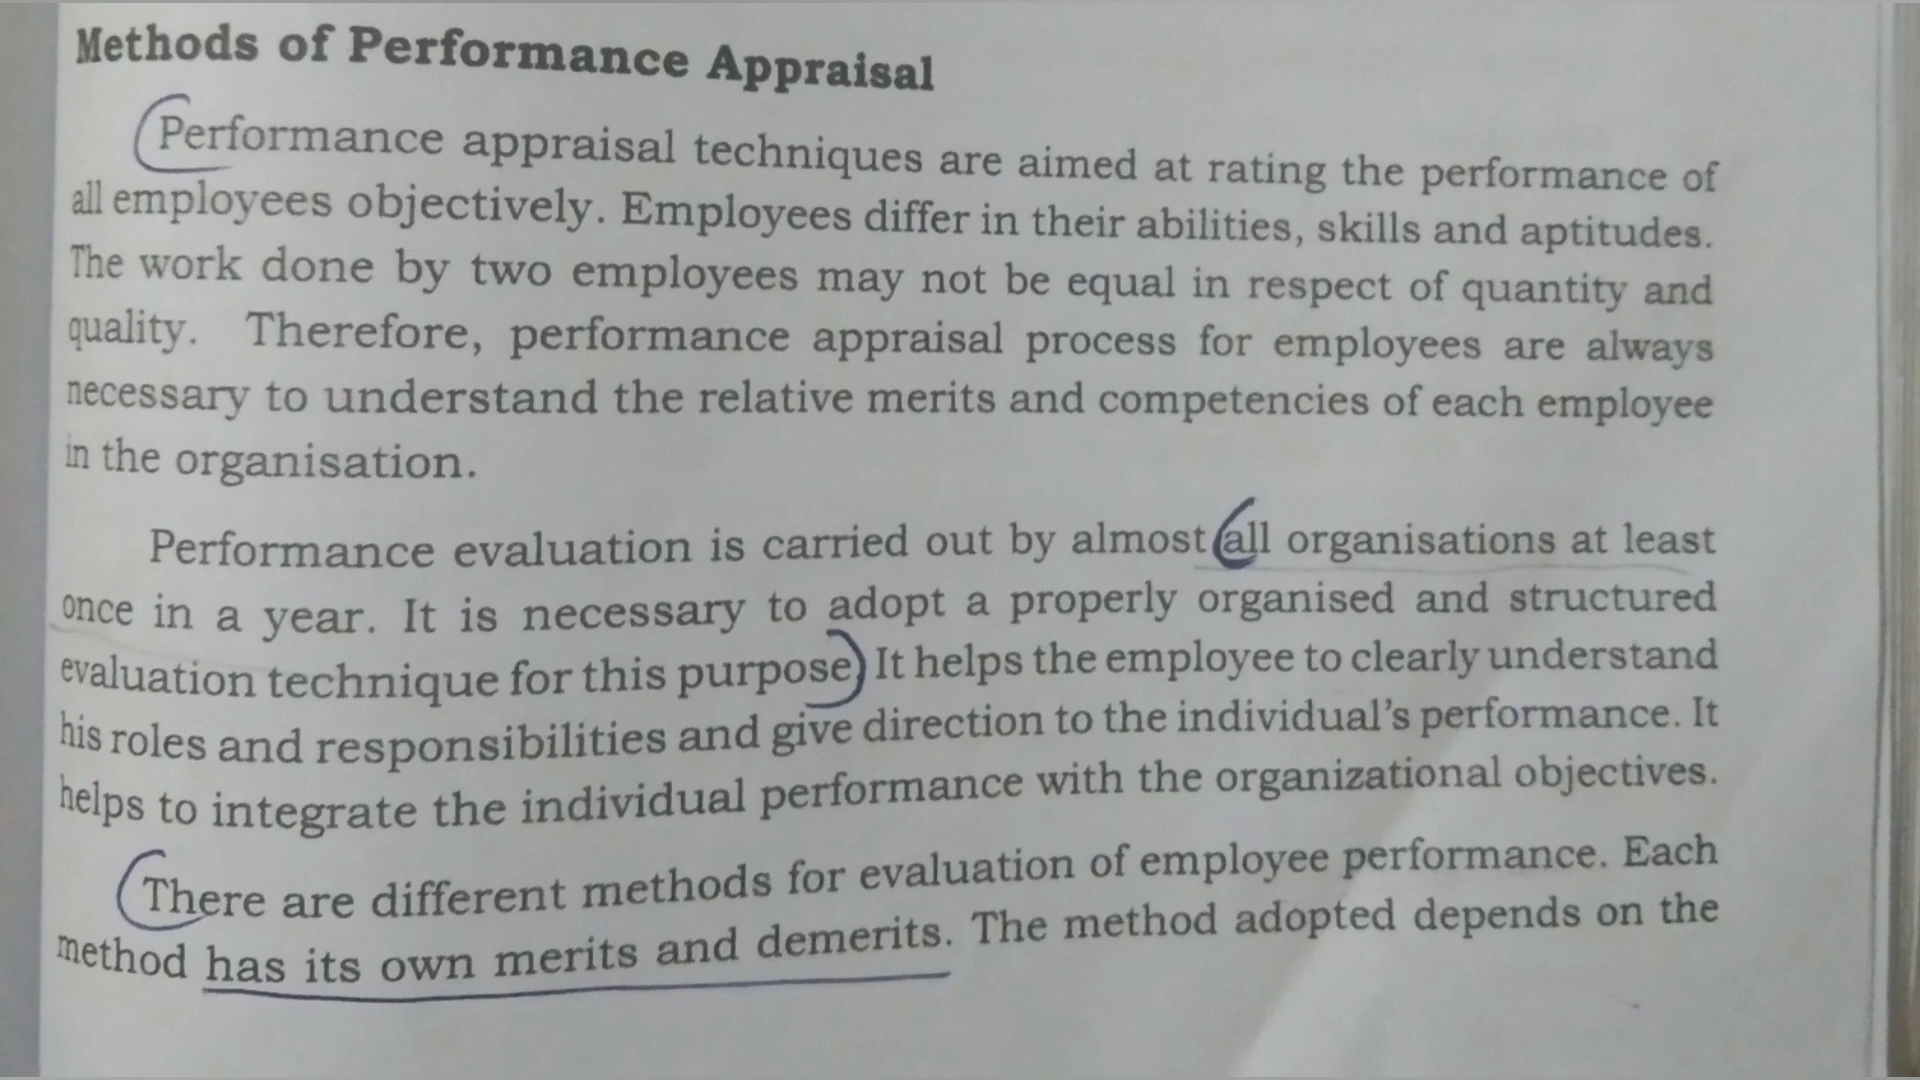 Methods of Performance Appraisal
Performance appraisal techniques are aimed at rating the performance of
all employees objectively. Employees differ in their abilities, skills and aptitudes.
The work done by two employees may not be equal in respect of quantity and
quality. Therefore, performance appraisal process for employees are always
necessary to understand the relative merits and competencies of each employee
in the organisation.
Performance evaluation is carried out by almost all organisations at least
once in a year. It is necessary to adopt a properly organised and structured
evaluation technique for this purpose. It helps the employee to clearly understand
his roles and responsibilities and give direction to the individual's performance. It
helps to integrate the individual performance with the organizational objectives.
There are different methods for evaluation of employee performance. Each
method has its own merits and demerits. The method adopted depends on the